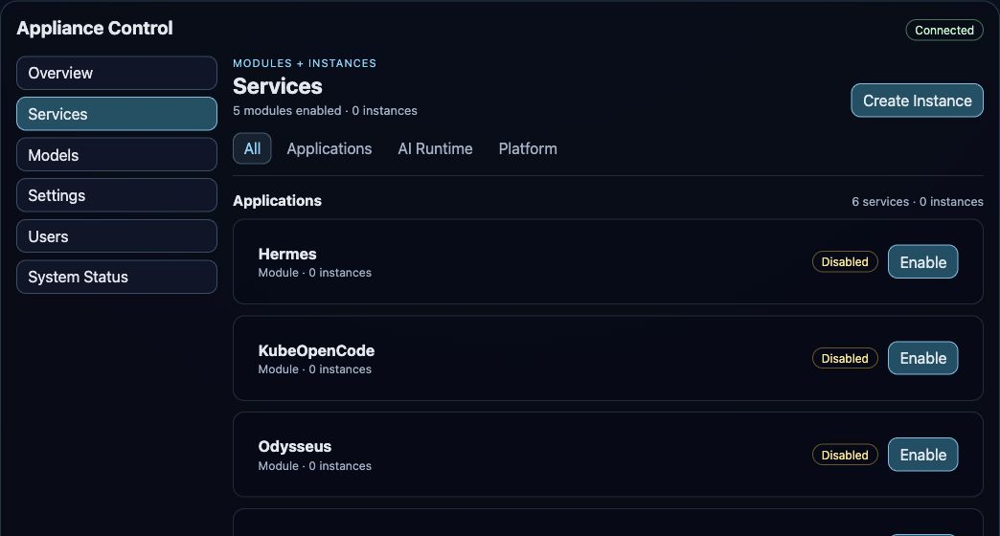 Appliance Control
Connected
Overview
Services
Models
Settings
Users
System Status
MODULES + INSTANCES
Services
5 modules enabled · 0 instances
Create Instance
All
Applications
AI Runtime
Platform
Applications
6 services · 0 instances
Hermes
Module · 0 instances
Disabled
Enable
KubeOpenCode
Module · 0 instances
Disabled
Enable
Odysseus
Module · 0 instances
Disabled
Enable